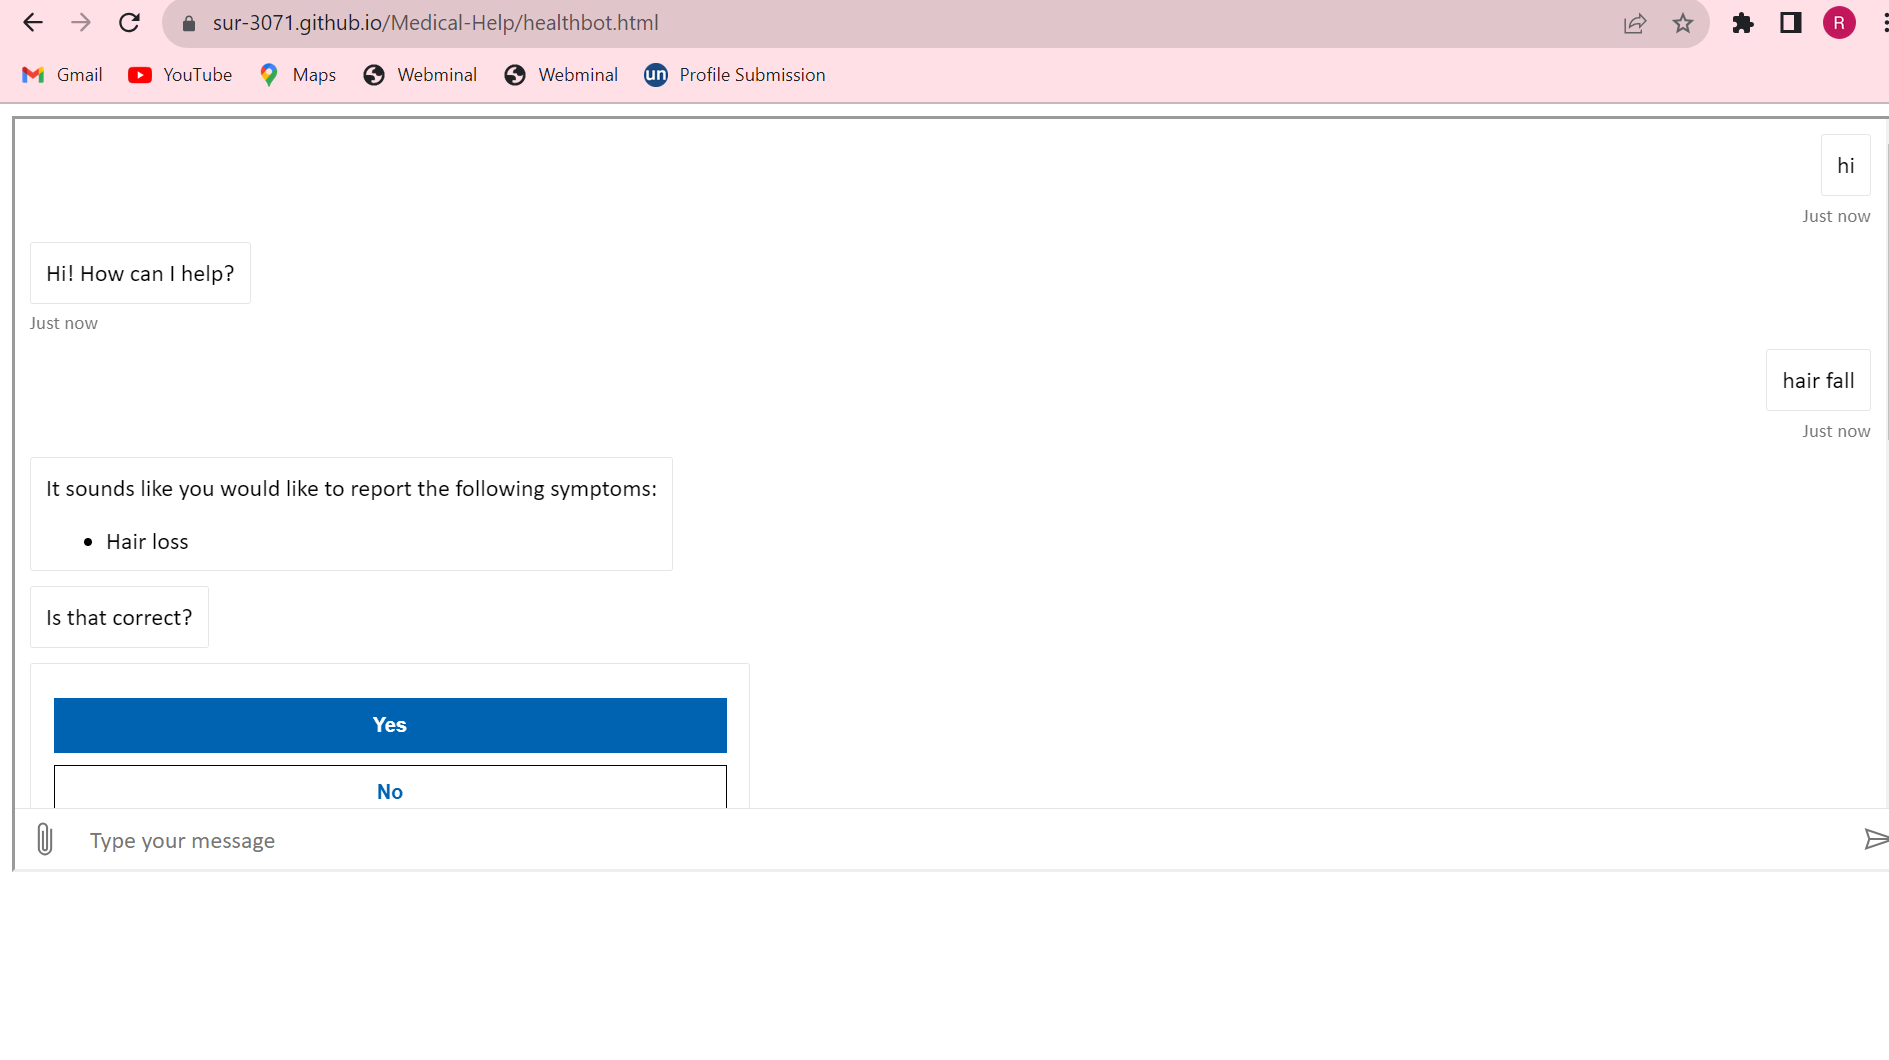 sur-3071.github.io/Medical-Help/healthbot.html
R
Gmail YouTube Maps Webminal Webminal un Profile Submission
hi
Just now
Hi! How can I help?
Just now
hair fall
Just now
It sounds like you would like to report the following symptoms:
• Hair loss
Is that correct?
Yes
No
Type your message